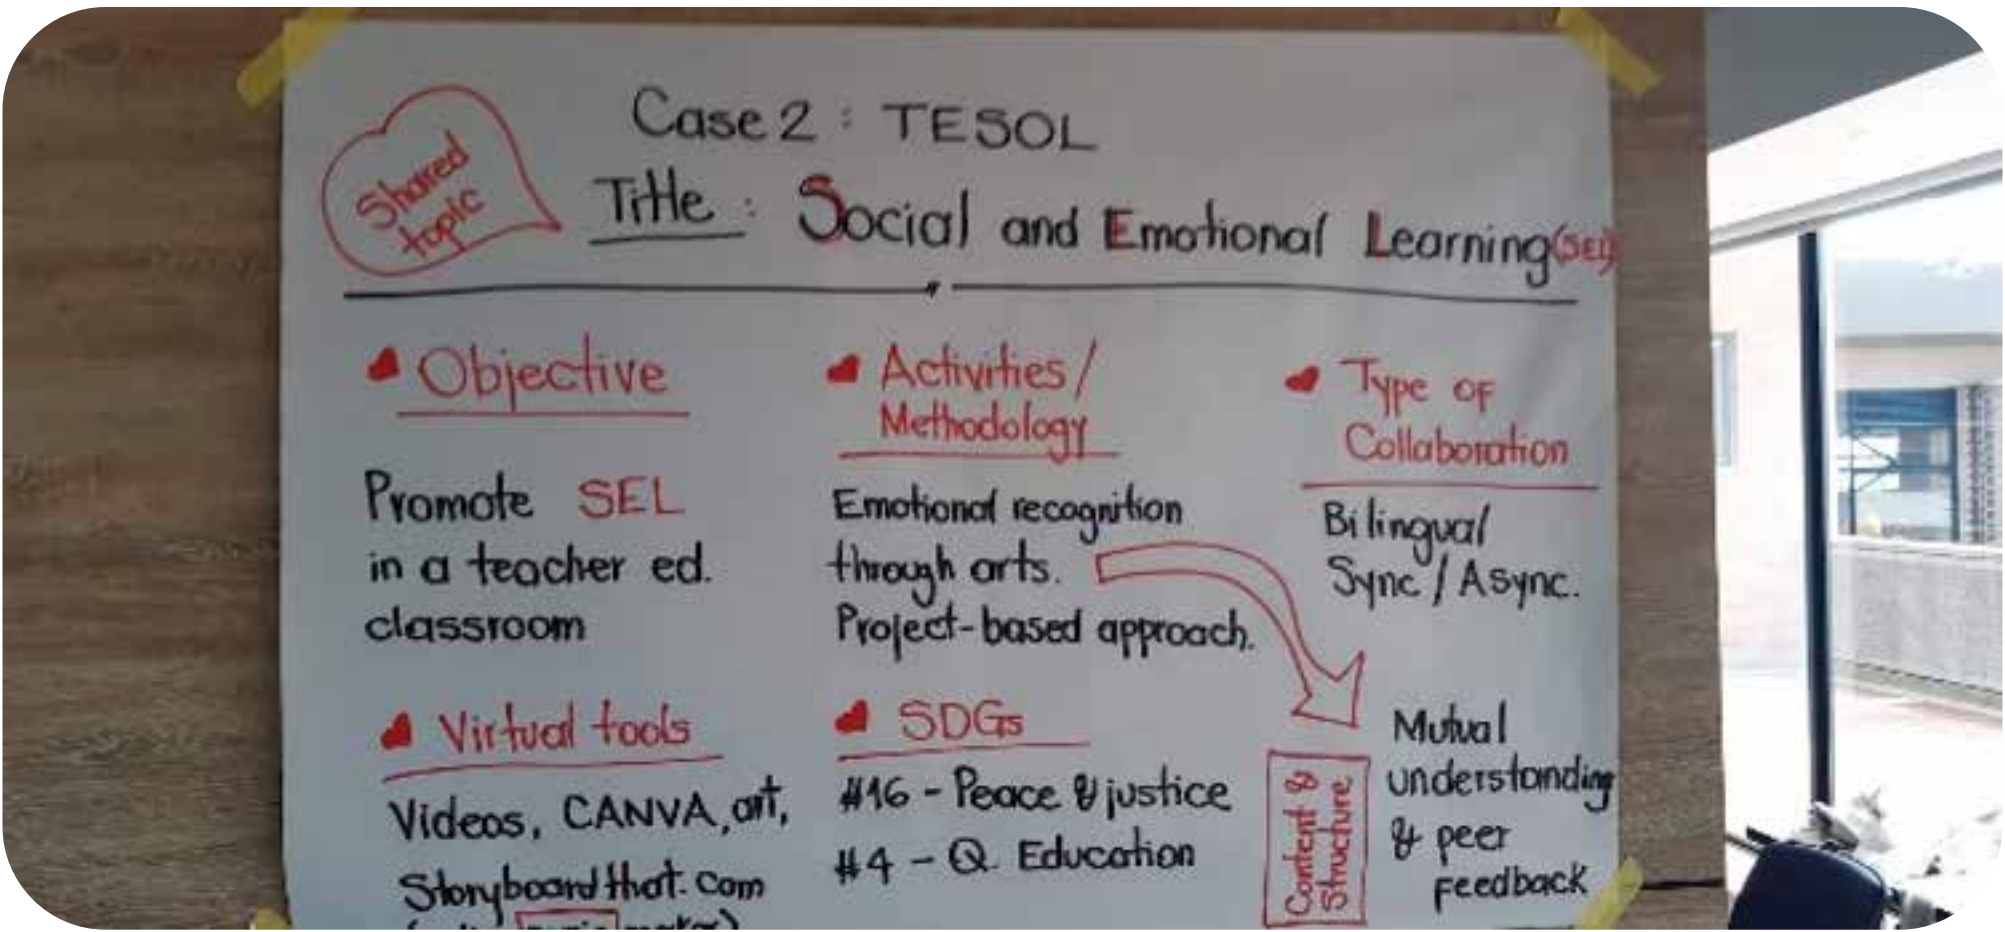 Shared
topic
Case 2 : TESOL
Title : Social and Emotional Learning (SEL)
Objective
Promote SEL
in a teacher ed.
classroom
Activities/
Methodology
Emotional recognition
through arts.
Project-based approach.
Type of
Collaboration
Bilingual
Sync/Async.
Virtual tools
Videos, CANVA, art,
Storyboardthat.com
SDGs
#16 - Peace & justice
#4 - Q. Education
Content &
Structure
Mutual
understanding
& peer
feedback